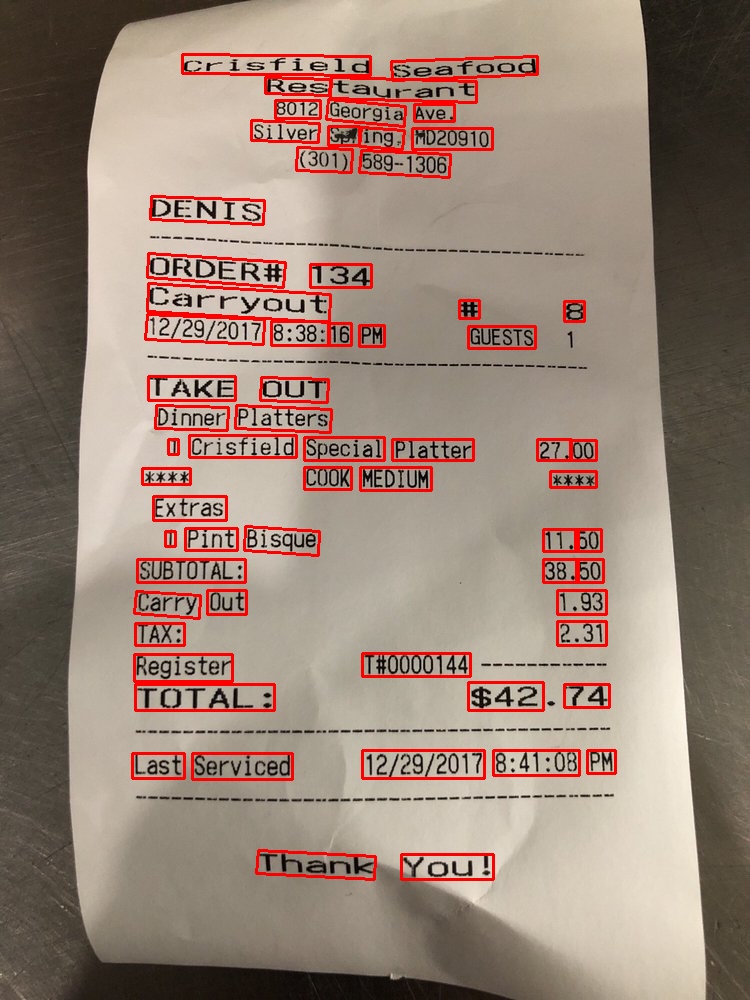 Crisfield Seafood
Restaurant
8012 Georgia Ave.
Silver Spring, MD20910
(301) 589-1306
DENIS
ORDER# 134
Carryout # 8
12/29/2017 8:38:16 PM GUESTS 1
TAKE OUT
Dinner Platters
1 Crisfield Special Platter 27.00
**** COOK MEDIUM ****
Extras
1 Pint Bisque 11.50
SUBTOTAL: 38.50
Carry Out 1.93
TAX: 2.31
Register T#0000144 ------------
TOTAL: $42.74
Last Serviced 12/29/2017 8:41:08 PM
Thank You!